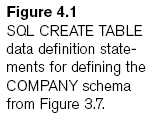 Figure 4.1
SQL CREATE TABLE
data definition state-
ments for defining the
COMPANY schema
from Figure 3.7.